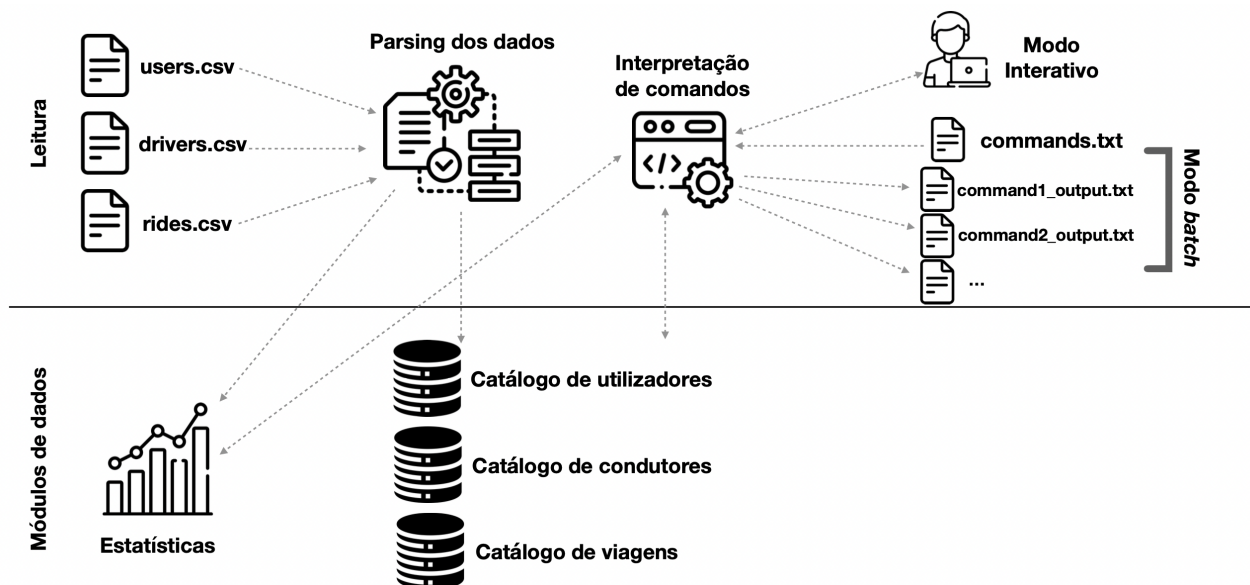 Leitura
users.csv
drivers.csv
rides.csv
Parsing dos dados
Interpretação
de comandos
</>
Modo
Interativo
commands.txt
command1_output.txt
command2_output.txt
...
Modo batch
Módulos de dados
Estatísticas
Catálogo de utilizadores
Catálogo de condutores
Catálogo de viagens